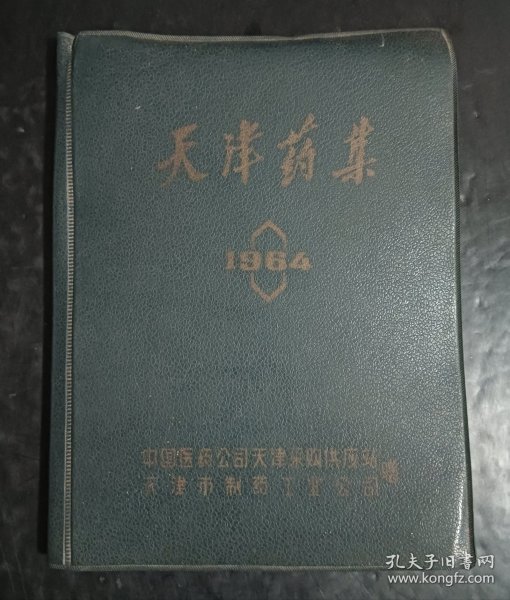 天津药集
1964
中国医药公司天津采购供应站
天津市制药工业公司
赠
孔夫子旧书网
www.kongfz.com